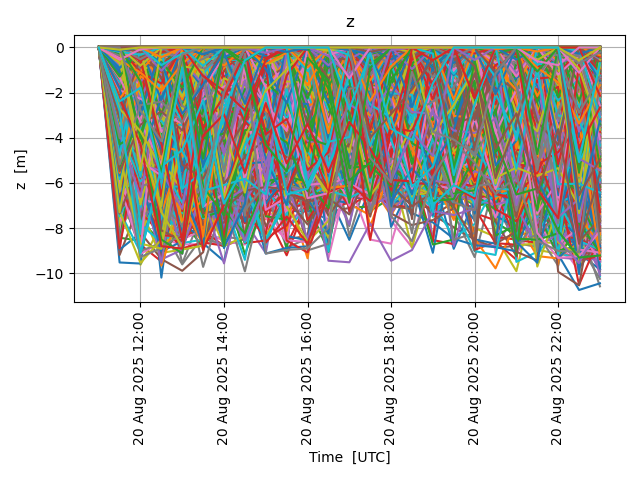 z
0
−2
−4
−6
−8
−10
z [m]
20 Aug 2025 12:00
20 Aug 2025 14:00
20 Aug 2025 16:00
20 Aug 2025 18:00
20 Aug 2025 20:00
20 Aug 2025 22:00
Time [UTC]